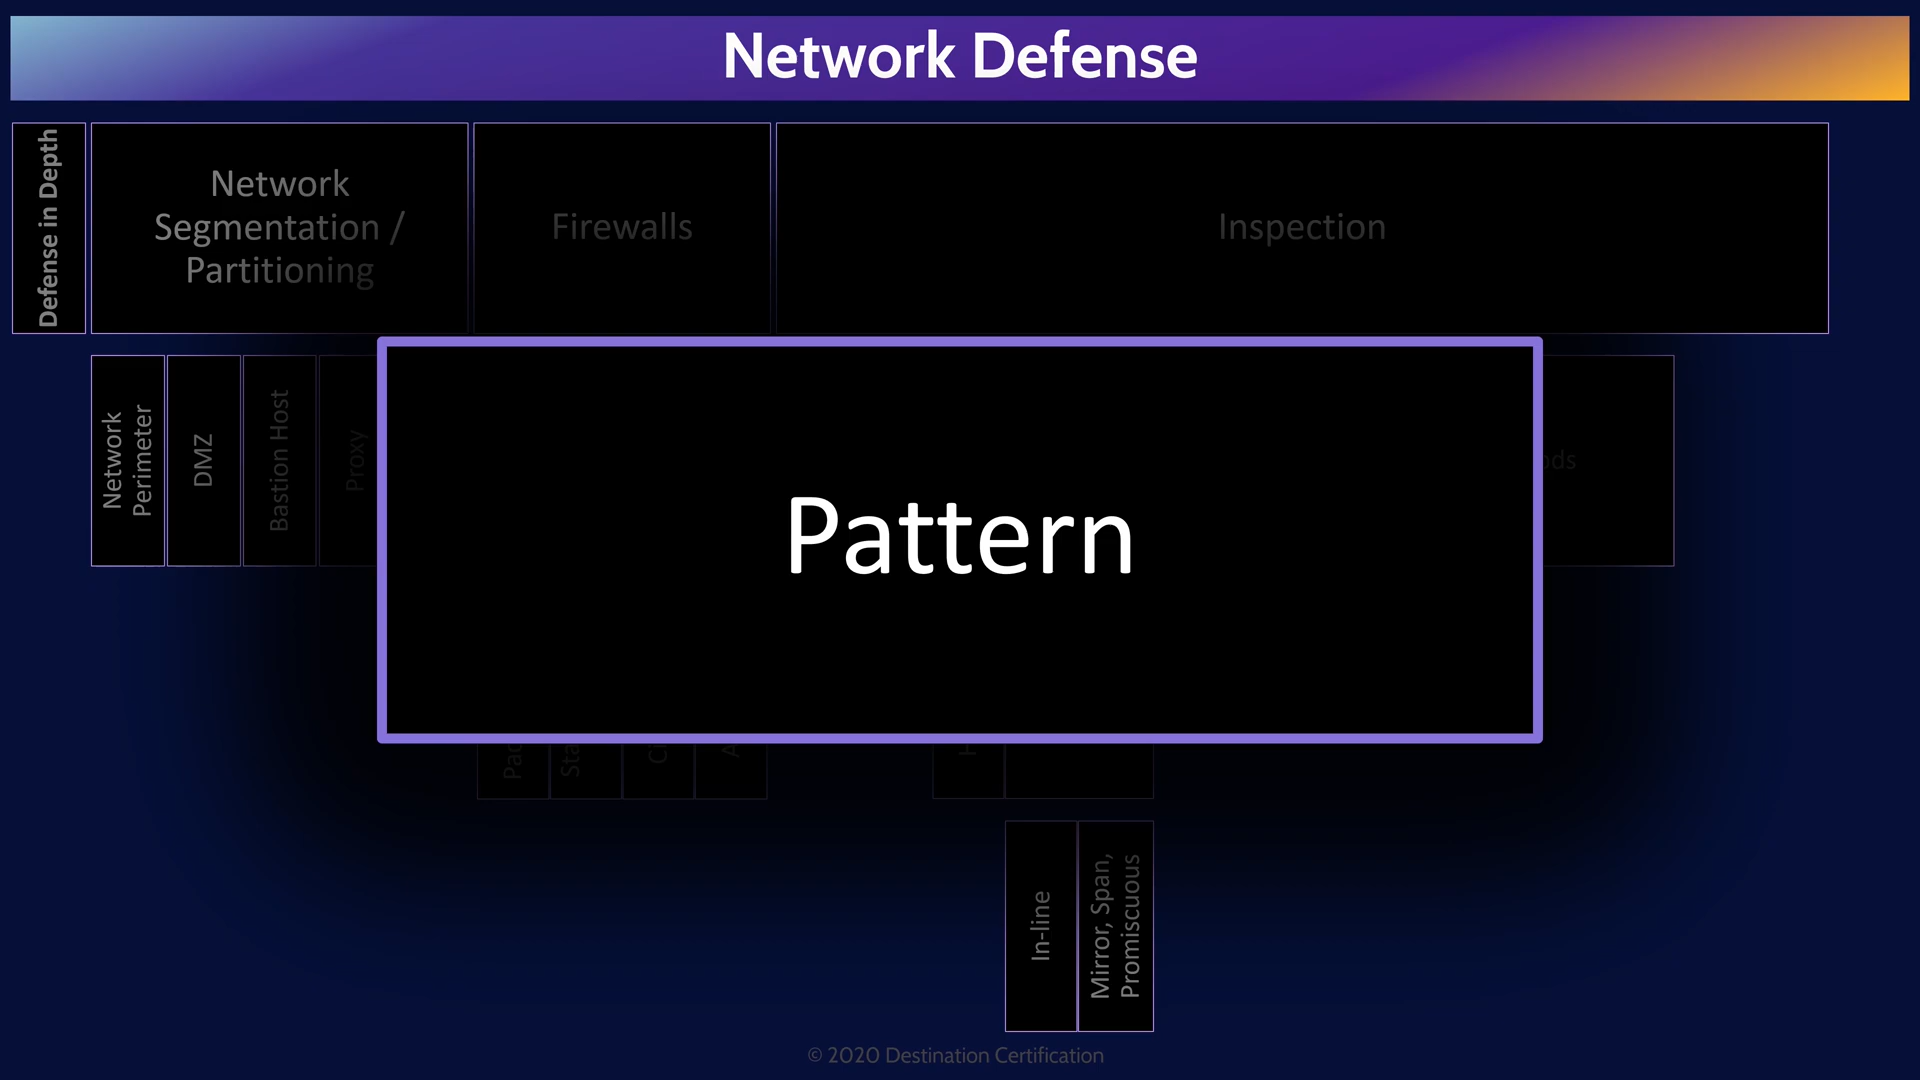 Network Defense
Defense in Depth
Network
Segmentation /
Partitioning
Firewalls
Inspection
Network
Perimeter
DMZ
Bastion Host
Proxy
Pattern
In-line
Mirror, Span,
Promiscuous
© 2020 Destination Certification